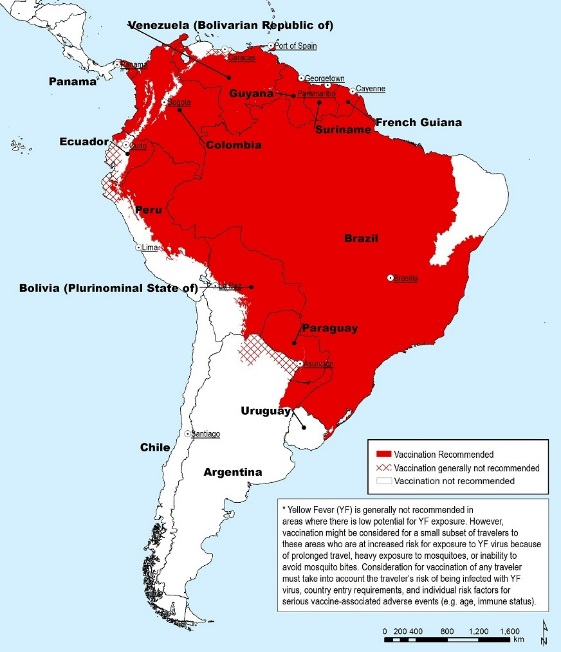 Venezuela (Bolivarian Republic of)
Port of Spain
Caracas
Panama
Panama
Georgetown
Guyana
Paramaribo
Cayenne
Bogota
Suriname
French Guiana
Ecuador
Quito
Colombia
Peru
Brazil
Lima
Brasilia
Bolivia (Plurinominal State of)
La Paz
Paraguay
Asuncion
Uruguay
Chile
Santiago
Argentina
Vaccination Recommended
Vaccination generally not recommended
Vaccination not recommended
* Yellow Fever (YF) is generally not recommended in
areas where there is low potential for YF exposure. However,
vaccination might be considered for a small subset of travelers to
these areas who are at increased risk for exposure to YF virus because
of prolonged travel, heavy exposure to mosquitoes, or inability to
avoid mosquito bites. Consideration for vaccination of any traveler
must take into account the traveler's risk of being infected with YF
virus, country entry requirements, and individual risk factors for
serious vaccine-associated adverse events (e.g. age, immune status).
0 200 400 800 1,200 1,600
km
N